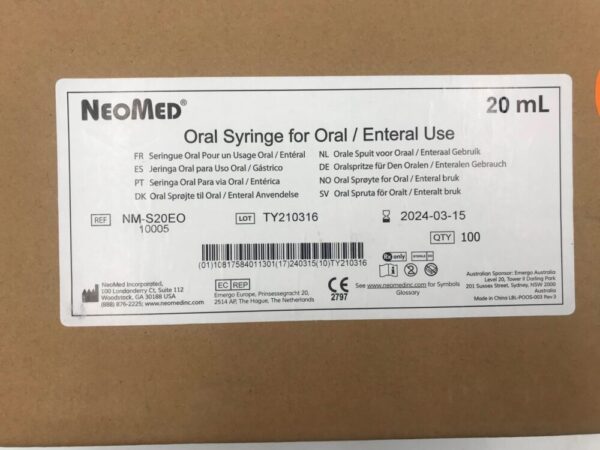 NEOMED®
20 mL
Oral Syringe for Oral / Enteral Use
FR Seringue Oral Pour un Usage Oral / Entéral
NL Orale Spuit voor Oraal / Enteraal Gebruik
ES Jeringa Oral para Uso Oral / Gástrico
DE Oralspritze für Den Oralen / Enteralen Gebrauch
PT Seringa Oral Para via Oral / Entérica
NO Oral Sprøyte for Oral / Enteral bruk
DK Oral Sprøjte til Oral / Enteral Anvendelse
SV Oral Spruta för Oralt / Enteralt bruk
REF NM-S20EO
10005
LOT TY210316
2024-03-15
QTY 100
(01)10817584011301(17)240315(10)TY210316
Rx only
NeoMed Incorporated,
100 Londonderry Ct, Suite 112
Woodstock, GA 30188 USA
(888) 876-2225; www.neomedinc.com
EC REP
Emergo Europe, Prinsessegracht 20,
2514 AP, The Hague, The Netherlands
CE
2797
See www.neomedinc.com for Symbols
Glossary
Australian Sponsor: Emergo Australia
Level 20, Tower II Darling Park
201 Sussex Street, Sydney, NSW 2000
Australia
Made in China LBL-POOS-003 Rev 3